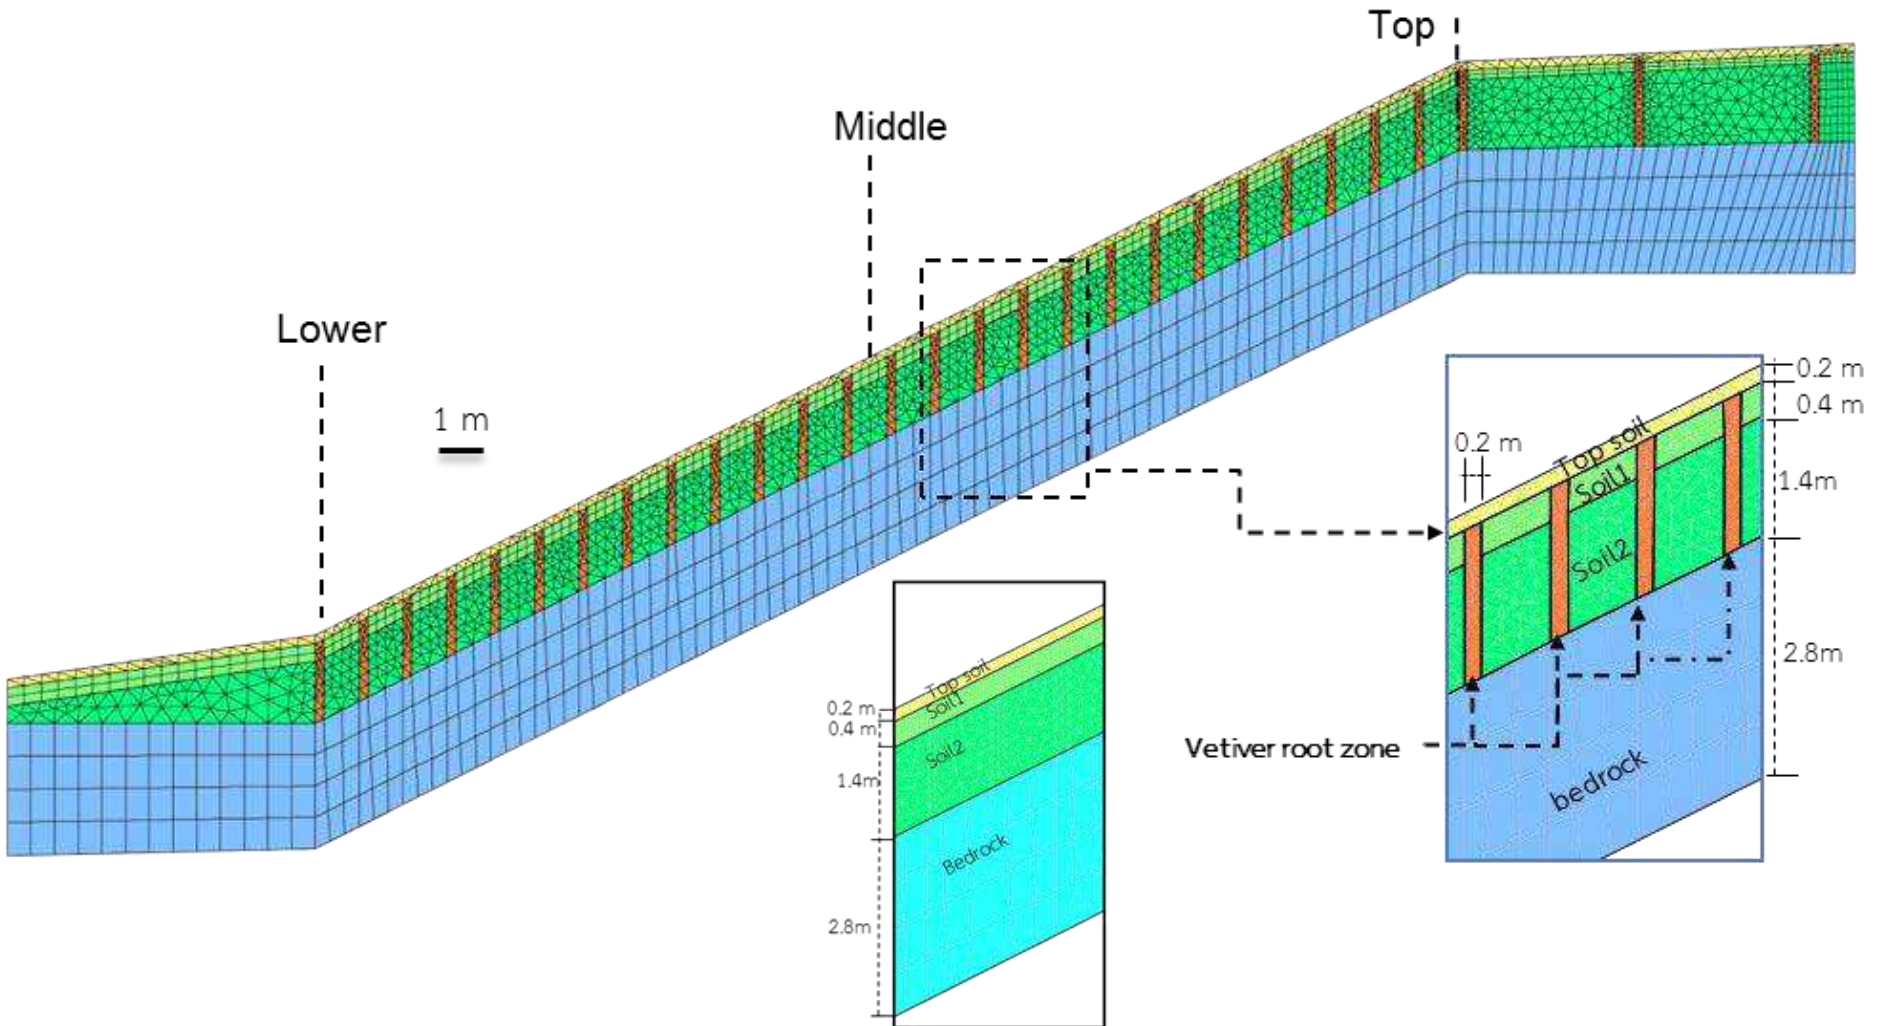 Top
Middle
Lower
1 m
0.2 m
0.4 m
0.2 m
Top soil
Soil1
1.4m
Soil2
2.8m
Vetiver root zone
bedrock
Top soil
Soil1
0.2 m
0.4 m
Soil2
1.4m
Bedrock
2.8m